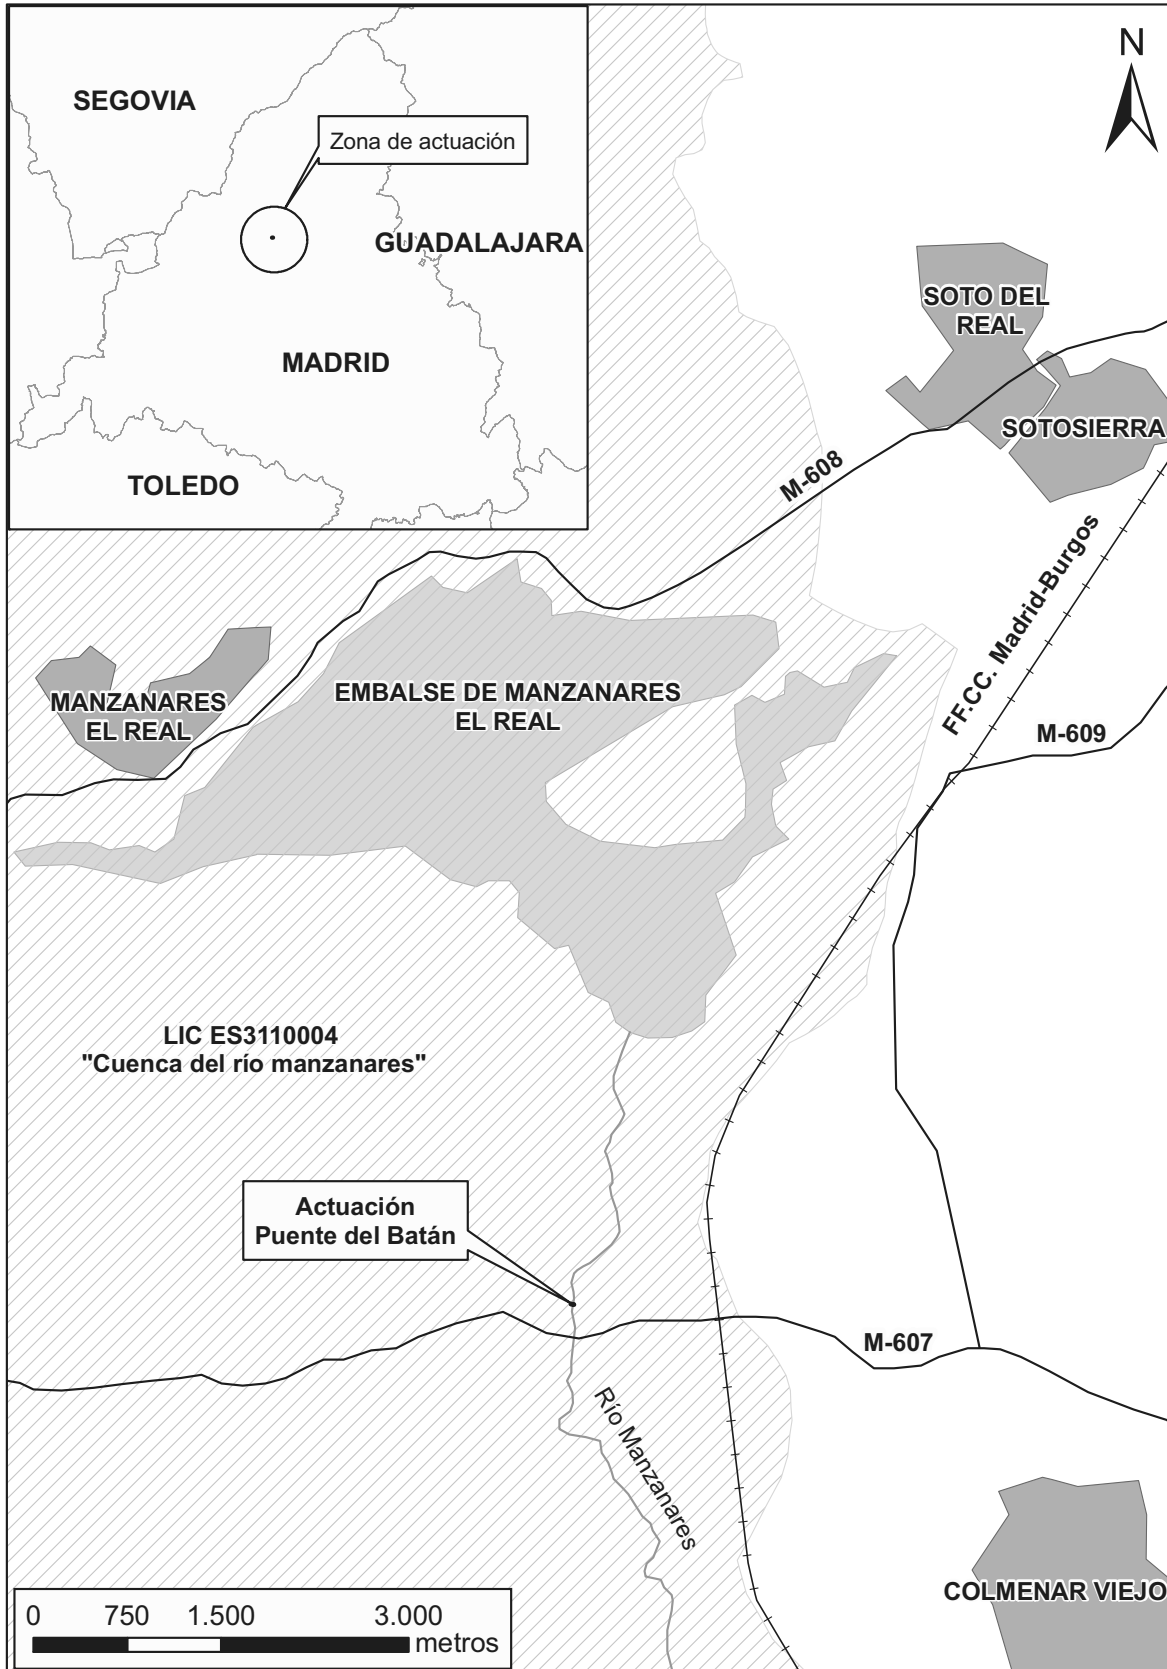 SEGOVIA
Zona de actuación
GUADALAJARA
MADRID
TOLEDO
N
SOTO DEL
REAL
SOTOSIERRA
M-608
FF.CC. Madrid-Burgos
MANZANARES
EL REAL
EMBALSE DE MANZANARES
EL REAL
M-609
LIC ES3110004
"Cuenca del río manzanares"
Actuación
Puente del Batán
M-607
Río Manzanares
COLMENAR VIEJO
0 750 1.500 3.000
metros